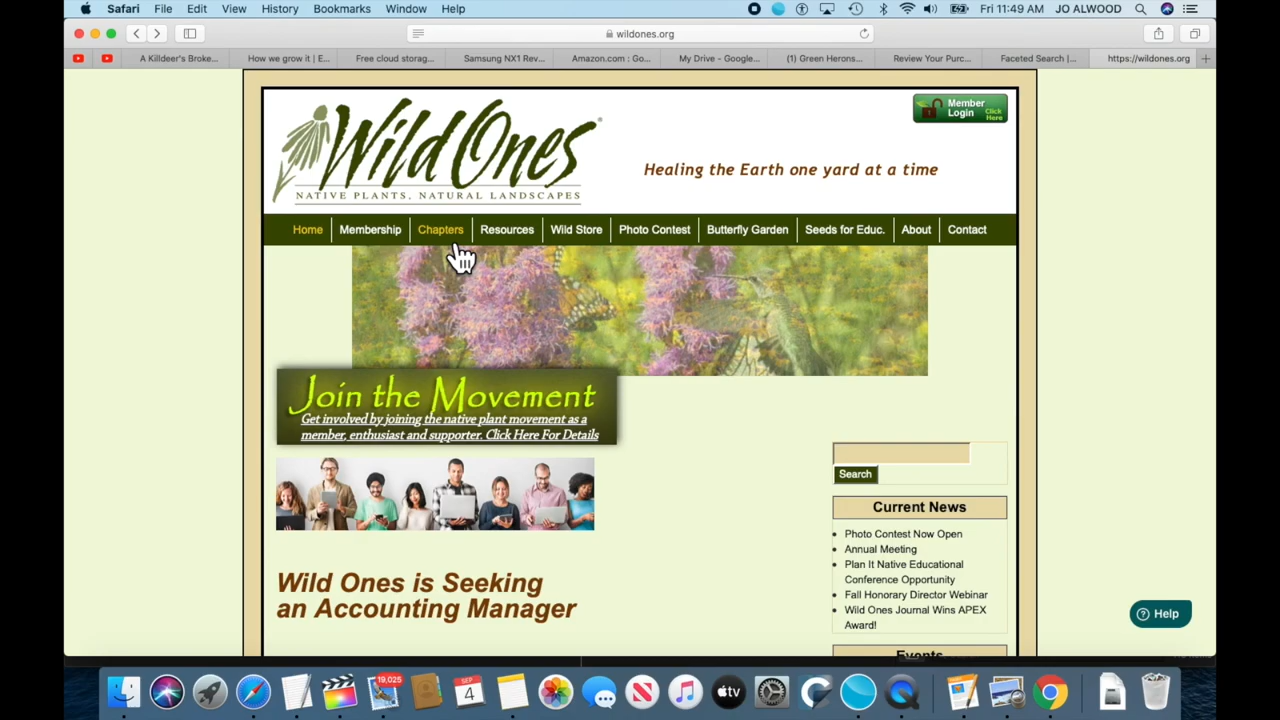 Safari File Edit View History Bookmarks Window Help Fri 11:49 AM JO ALWOOD
wildones.org
A Killdeer's Broke... How we grow it | E... Free cloud storag... Samsung NX1 Rev... Amazon.com : Go... My Drive - Google... (1) Green Herons... Review Your Purc... Faceted Search |... https://wildones.org
Member
Login Click
Here
Wild Ones®
NATIVE PLANTS, NATURAL LANDSCAPES
Healing the Earth one yard at a time
Home Membership Chapters Resources Wild Store Photo Contest Butterfly Garden Seeds for Educ. About Contact
Join the Movement
Get involved by joining the native plant movement as a
member, enthusiast and supporter. Click Here For Details
Search
Current News
Photo Contest Now Open
Annual Meeting
Plan It Native Educational
Conference Opportunity
Fall Honorary Director Webinar
Wild Ones Journal Wins APEX
Award!
Wild Ones is Seeking
an Accounting Manager
Help
Events
19,025
SEP
4
tv